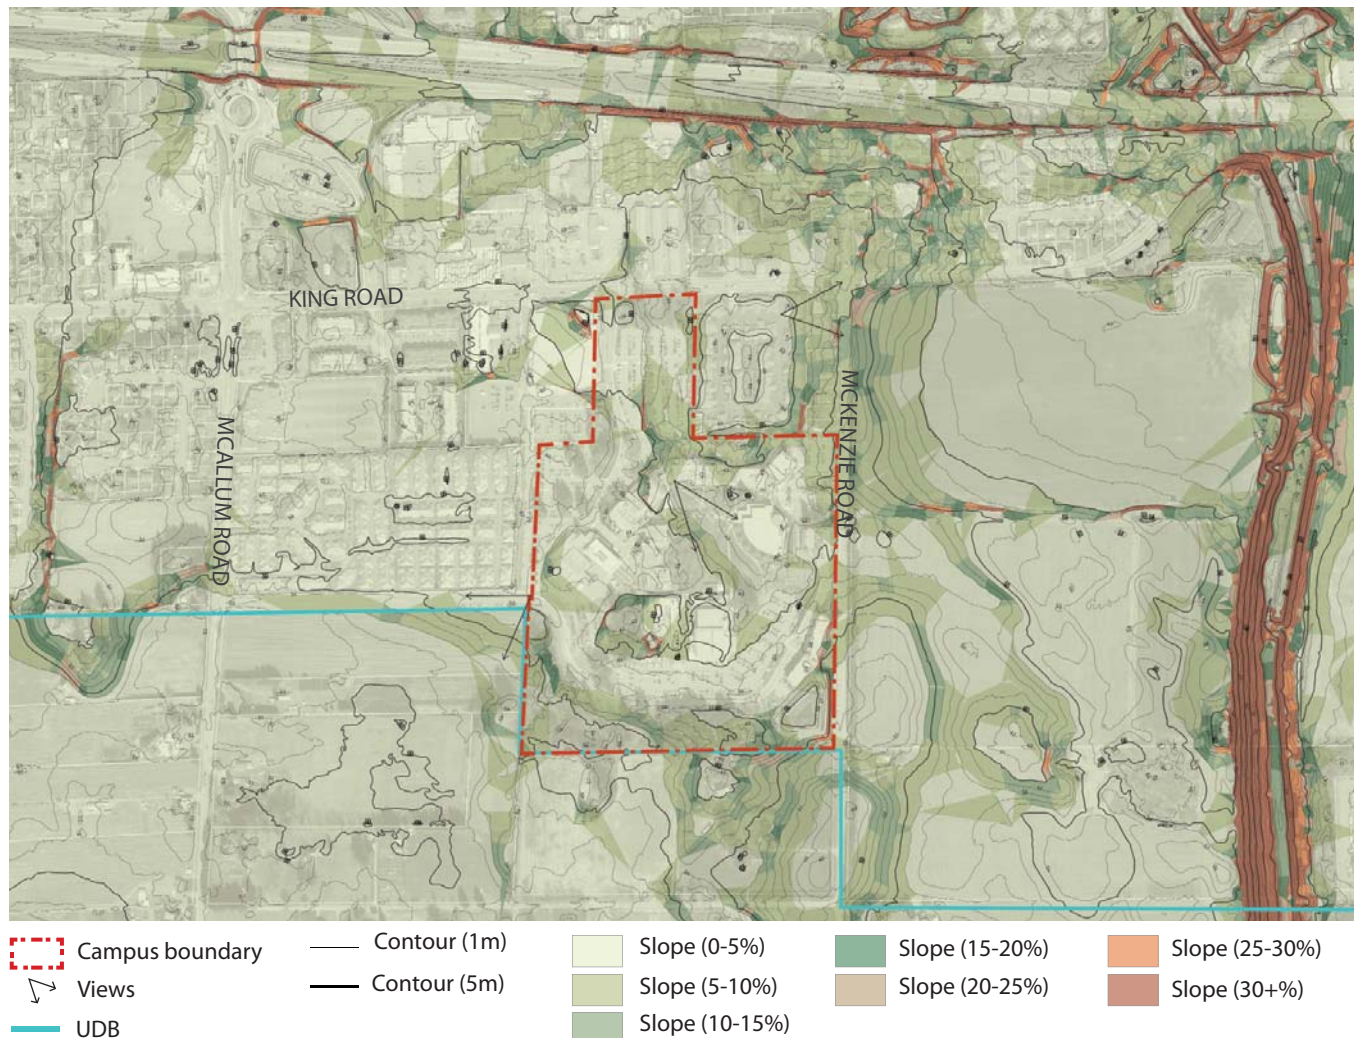 KING ROAD
MCALLUM ROAD
MCKENZIE ROAD
Campus boundary
Views
UDB
Contour (1m)
Contour (5m)
Slope (0-5%)
Slope (5-10%)
Slope (10-15%)
Slope (15-20%)
Slope (20-25%)
Slope (25-30%)
Slope (30+%)